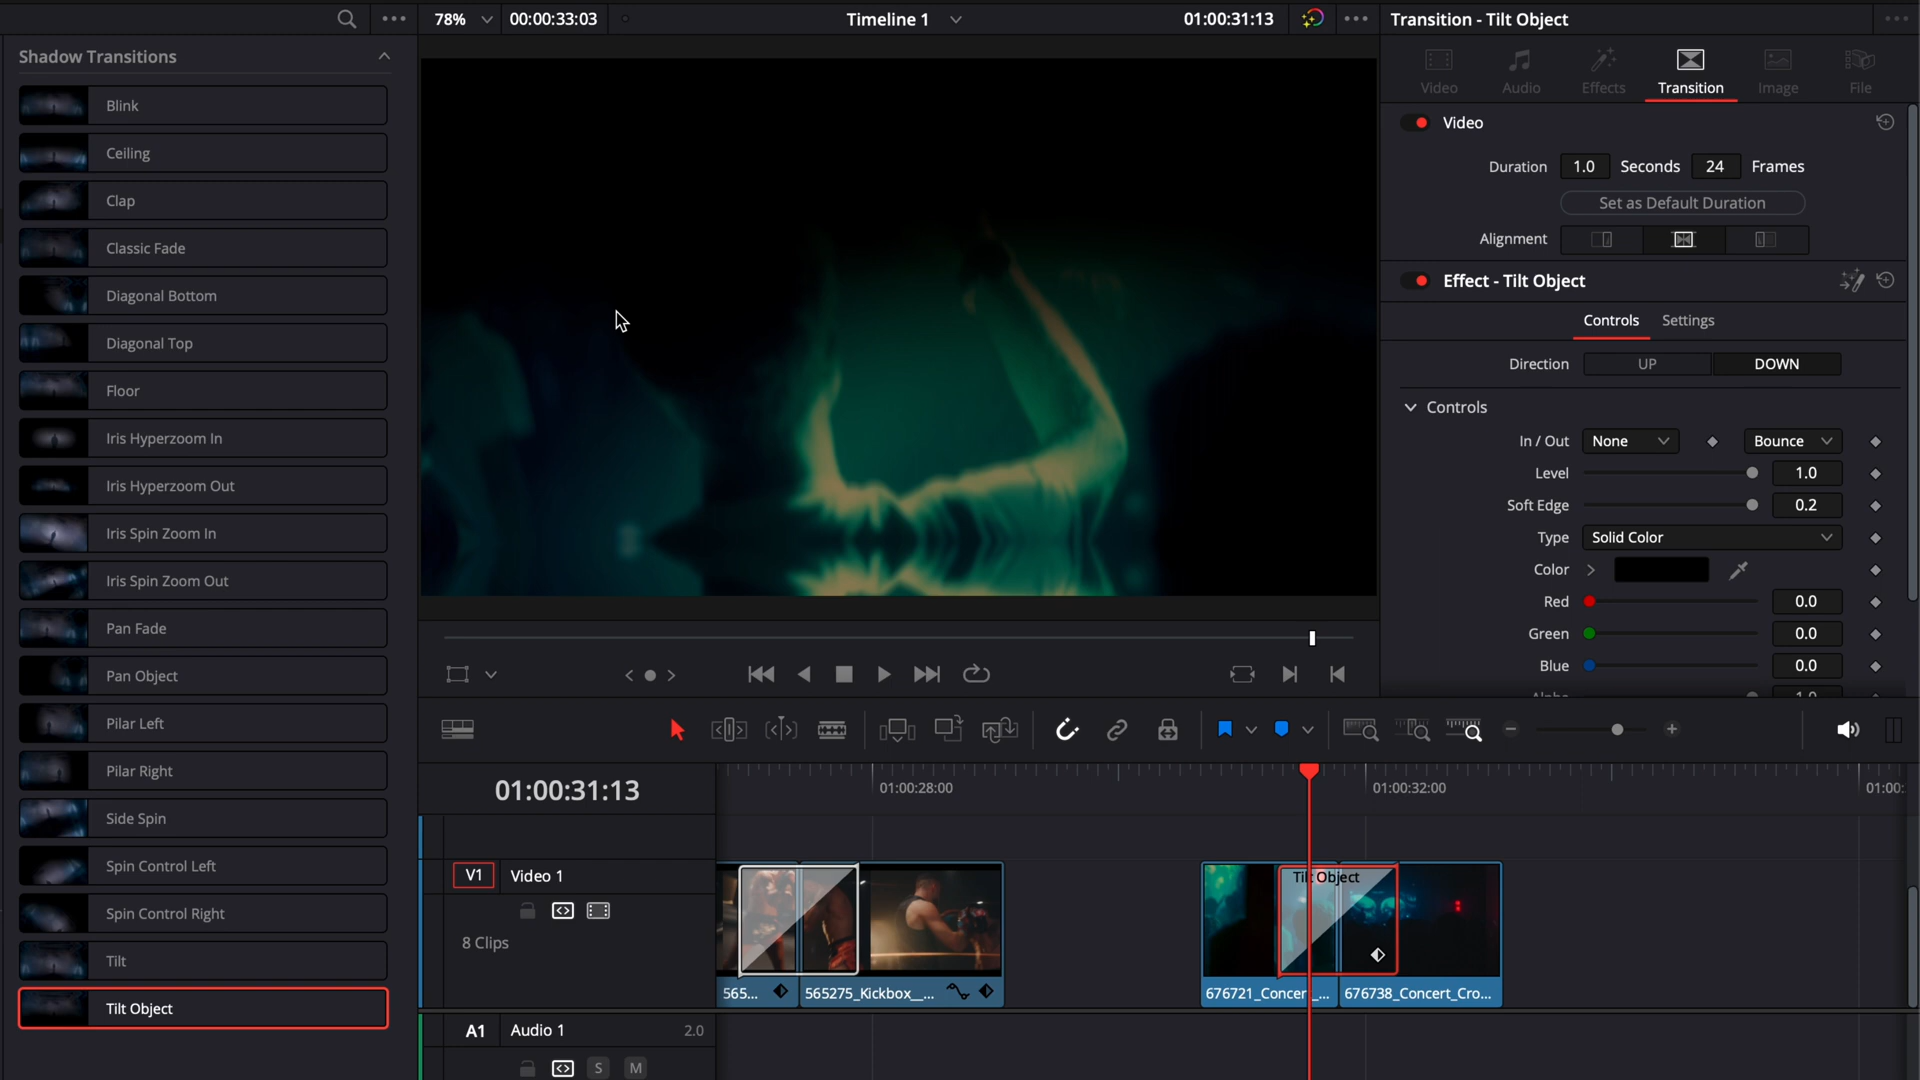 78%
00:00:33:03
Timeline 1
01:00:31:13
Transition - Tilt Object
Shadow Transitions
Blink
Ceiling
Clap
Classic Fade
Diagonal Bottom
Diagonal Top
Floor
Iris Hyperzoom In
Iris Hyperzoom Out
Iris Spin Zoom In
Iris Spin Zoom Out
Pan Fade
Pan Object
Pilar Left
Pilar Right
Side Spin
Spin Control Left
Spin Control Right
Tilt
Tilt Object
Video
Audio
Effects
Transition
Image
File
Video
Duration 1.0 Seconds 24 Frames
Set as Default Duration
Alignment
Effect - Tilt Object
Controls Settings
Direction UP DOWN
Controls
In / Out None Bounce
Level 1.0
Soft Edge 0.2
Type Solid Color
Color
Red 0.0
Green 0.0
Blue 0.0
Alpha 1.0
01:00:31:13
01:00:28:00
01:00:32:00
01:00:
V1 Video 1
8 Clips
Tilt Object
565...
565275_Kickbox_...
676721_Concert_...
676738_Concert_Cro...
A1 Audio 1 2.0
S M